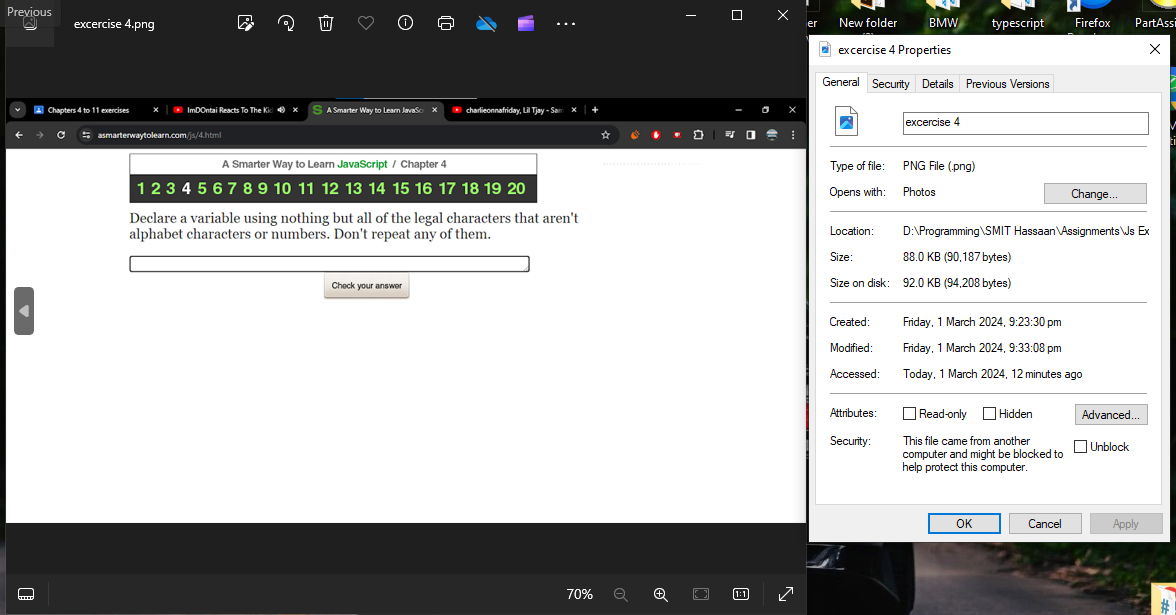 Previous
excercise 4.png
New folder
BMW
typescript
Firefox
PartAssi
Chapters 4 to 11 exercises
ImDOntai Reacts To The Kid
A Smarter Way to Learn JavaSc
charlieonnafriday, Lil Tjay - Sam
asmarterwaytolearn.com/js/4.html
A Smarter Way to Learn JavaScript / Chapter 4
1 2 3 4 5 6 7 8 9 10 11 12 13 14 15 16 17 18 19 20
Declare a variable using nothing but all of the legal characters that aren't
alphabet characters or numbers. Don't repeat any of them.
Check your answer
70%
1:1
excercise 4 Properties
General
Security
Details
Previous Versions
excercise 4
Type of file: PNG File (.png)
Opens with: Photos
Change...
Location: D:\Programming\SMIT Hassaan\Assignments\Js Ex
Size: 88.0 KB (90,187 bytes)
Size on disk: 92.0 KB (94,208 bytes)
Created: Friday, 1 March 2024, 9:23:30 pm
Modified: Friday, 1 March 2024, 9:33:08 pm
Accessed: Today, 1 March 2024, 12 minutes ago
Attributes: Read-only Hidden Advanced...
Security: This file came from another
computer and might be blocked to
help protect this computer.
Unblock
OK Cancel Apply